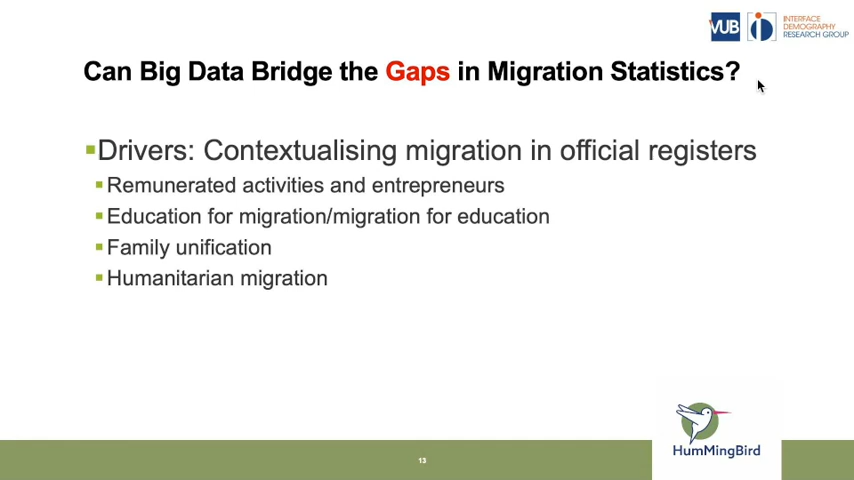 VUB
INTERFACE
DEMOGRAPHY
RESEARCH GROUP
Can Big Data Bridge the Gaps in Migration Statistics?
Drivers: Contextualising migration in official registers
Remunerated activities and entrepreneurs
Education for migration/migration for education
Family unification
Humanitarian migration
HumMingBird
13